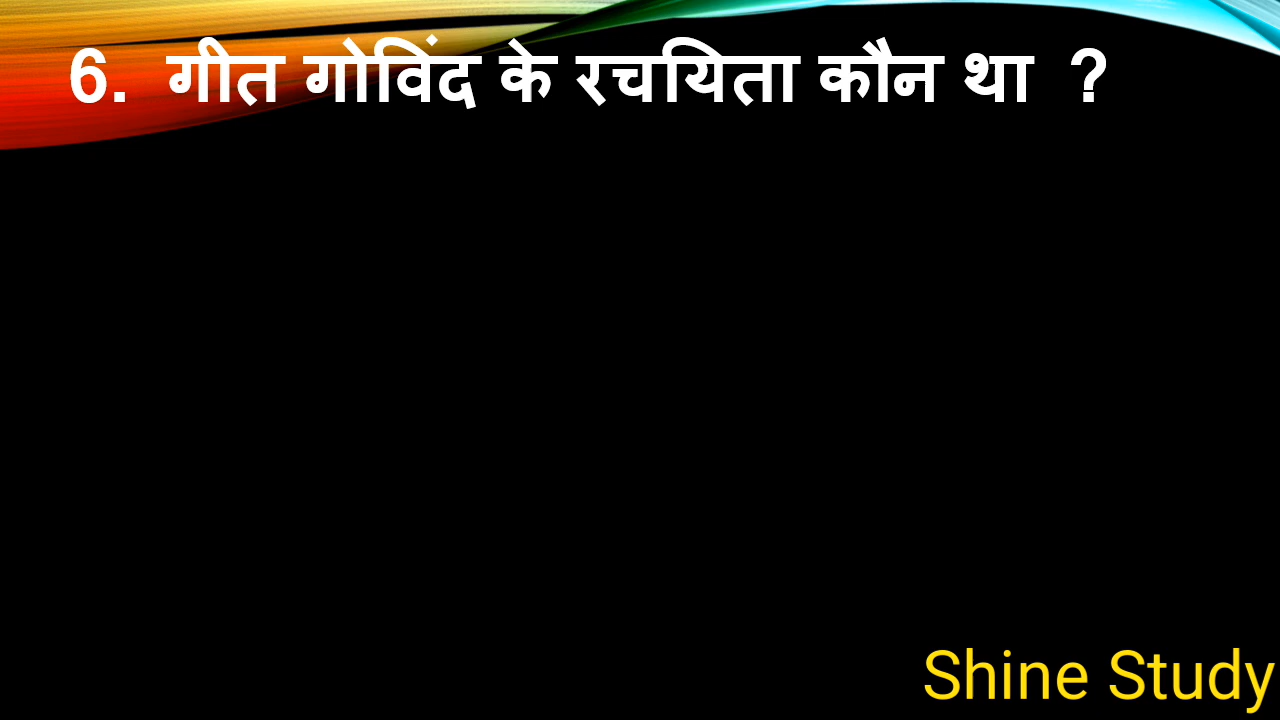 6. गीत गोविंद के रचयिता कौन था ?
Shine Study